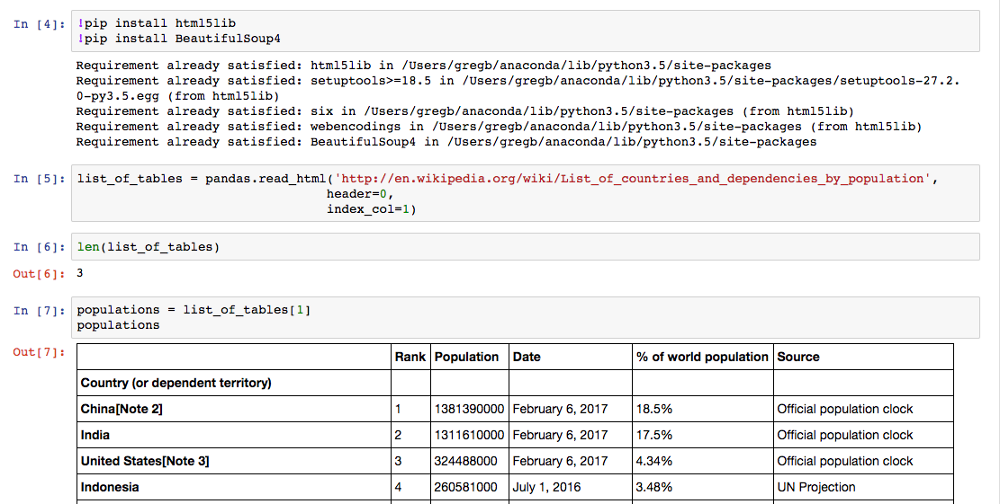 In [4]: !pip install html5lib
!pip install BeautifulSoup4
Requirement already satisfied: html5lib in /Users/gregb/anaconda/lib/python3.5/site-packages
Requirement already satisfied: setuptools>=18.5 in /Users/gregb/anaconda/lib/python3.5/site-packages/setuptools-27.2.
0-py3.5.egg (from html5lib)
Requirement already satisfied: six in /Users/gregb/anaconda/lib/python3.5/site-packages (from html5lib)
Requirement already satisfied: webencodings in /Users/gregb/anaconda/lib/python3.5/site-packages (from html5lib)
Requirement already satisfied: BeautifulSoup4 in /Users/gregb/anaconda/lib/python3.5/site-packages
In [5]: list_of_tables = pandas.read_html('http://en.wikipedia.org/wiki/List_of_countries_and_dependencies_by_population',
header=0,
index_col=1)
In [6]: len(list_of_tables)
Out[6]: 3
In [7]: populations = list_of_tables[1]
populations
Out[7]:
Rank Population Date % of world population Source
Country (or dependent territory)
China[Note 2] 1 1381390000 February 6, 2017 18.5% Official population clock
India 2 1311610000 February 6, 2017 17.5% Official population clock
United States[Note 3] 3 324488000 February 6, 2017 4.34% Official population clock
Indonesia 4 260581000 July 1, 2016 3.48% UN Projection